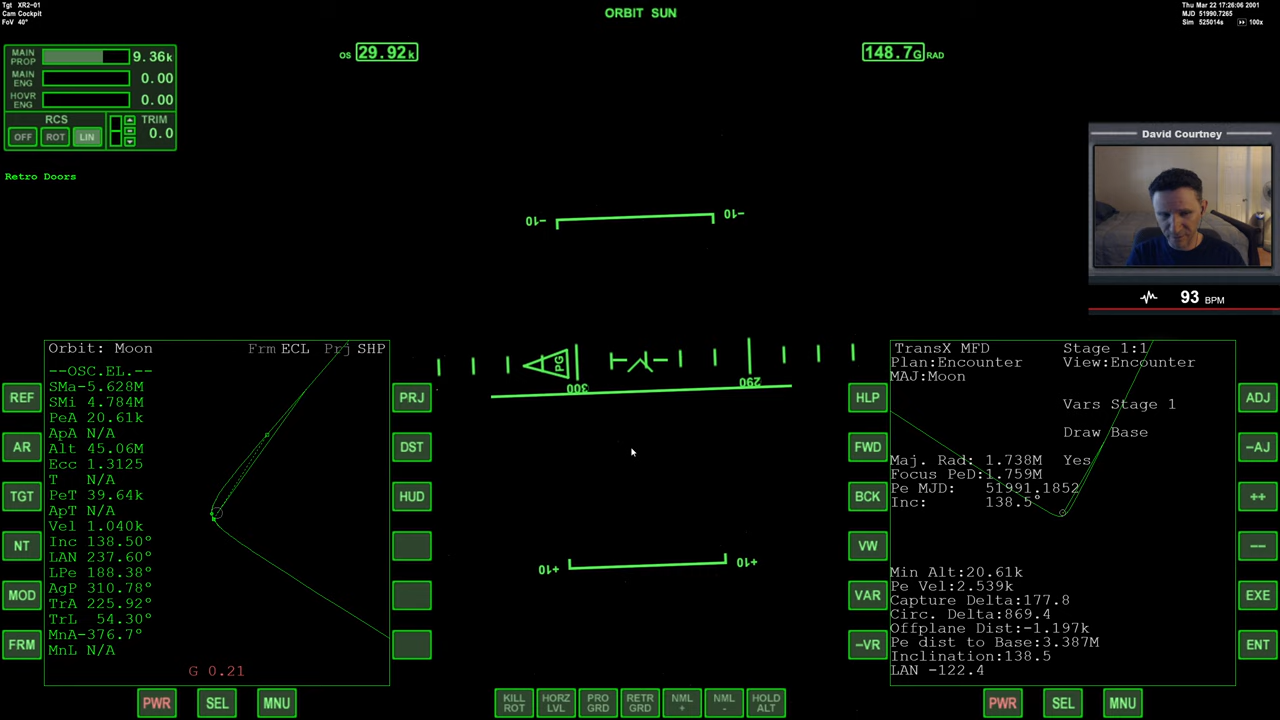 Tgt XR2-01
Cam Cockpit
FoV 40°
ORBIT SUN
Thu Mar 22 17:26:06 2001
MJD 51990.7265
Sim 525014s 100x
MAIN PROP 9.36k
MAIN ENG 0.00
HOVR ENG 0.00
RCS TRIM
OFF ROT LIN 0.0
OS 29.92k
148.7G RAD
Retro Doors
David Courtney
93 BPM
10-
10-
PG
300
290
10+
10+
Orbit: Moon Frm ECL Prj SHP
--OSC.EL.--
SMa-5.628M
SMi 4.784M
PeA 20.61k
ApA N/A
Alt 45.06M
Ecc 1.3125
T N/A
PeT 39.64k
ApT N/A
Vel 1.040k
Inc 138.50°
LAN 237.60°
LPe 188.38°
AgP 310.78°
TrA 225.92°
TrL 54.30°
MnA-376.7°
MnL N/A
G 0.21
REF
AR
TGT
NT
MOD
FRM
PRJ
DST
HUD
PWR SEL MNU
KILL ROT
HORZ LVL
PRO GRD
RETR GRD
NML +
NML -
HOLD ALT
TransX MFD Stage 1:1
Plan:Encounter View:Encounter
MAJ:Moon
Vars Stage 1
Draw Base
Maj. Rad: 1.738M Yes
Focus PeD:1.759M
Pe MJD: 51991.1852
Inc: 138.5°
Min Alt:20.61k
Pe Vel:2.539k
Capture Delta:177.8
Circ. Delta:869.4
Offplane Dist:-1.197k
Pe dist to Base:3.387M
Inclination:138.5
LAN -122.4
HLP
FWD
BCK
VW
VAR
-VR
ADJ
-AJ
++
--
EXE
ENT
PWR SEL MNU